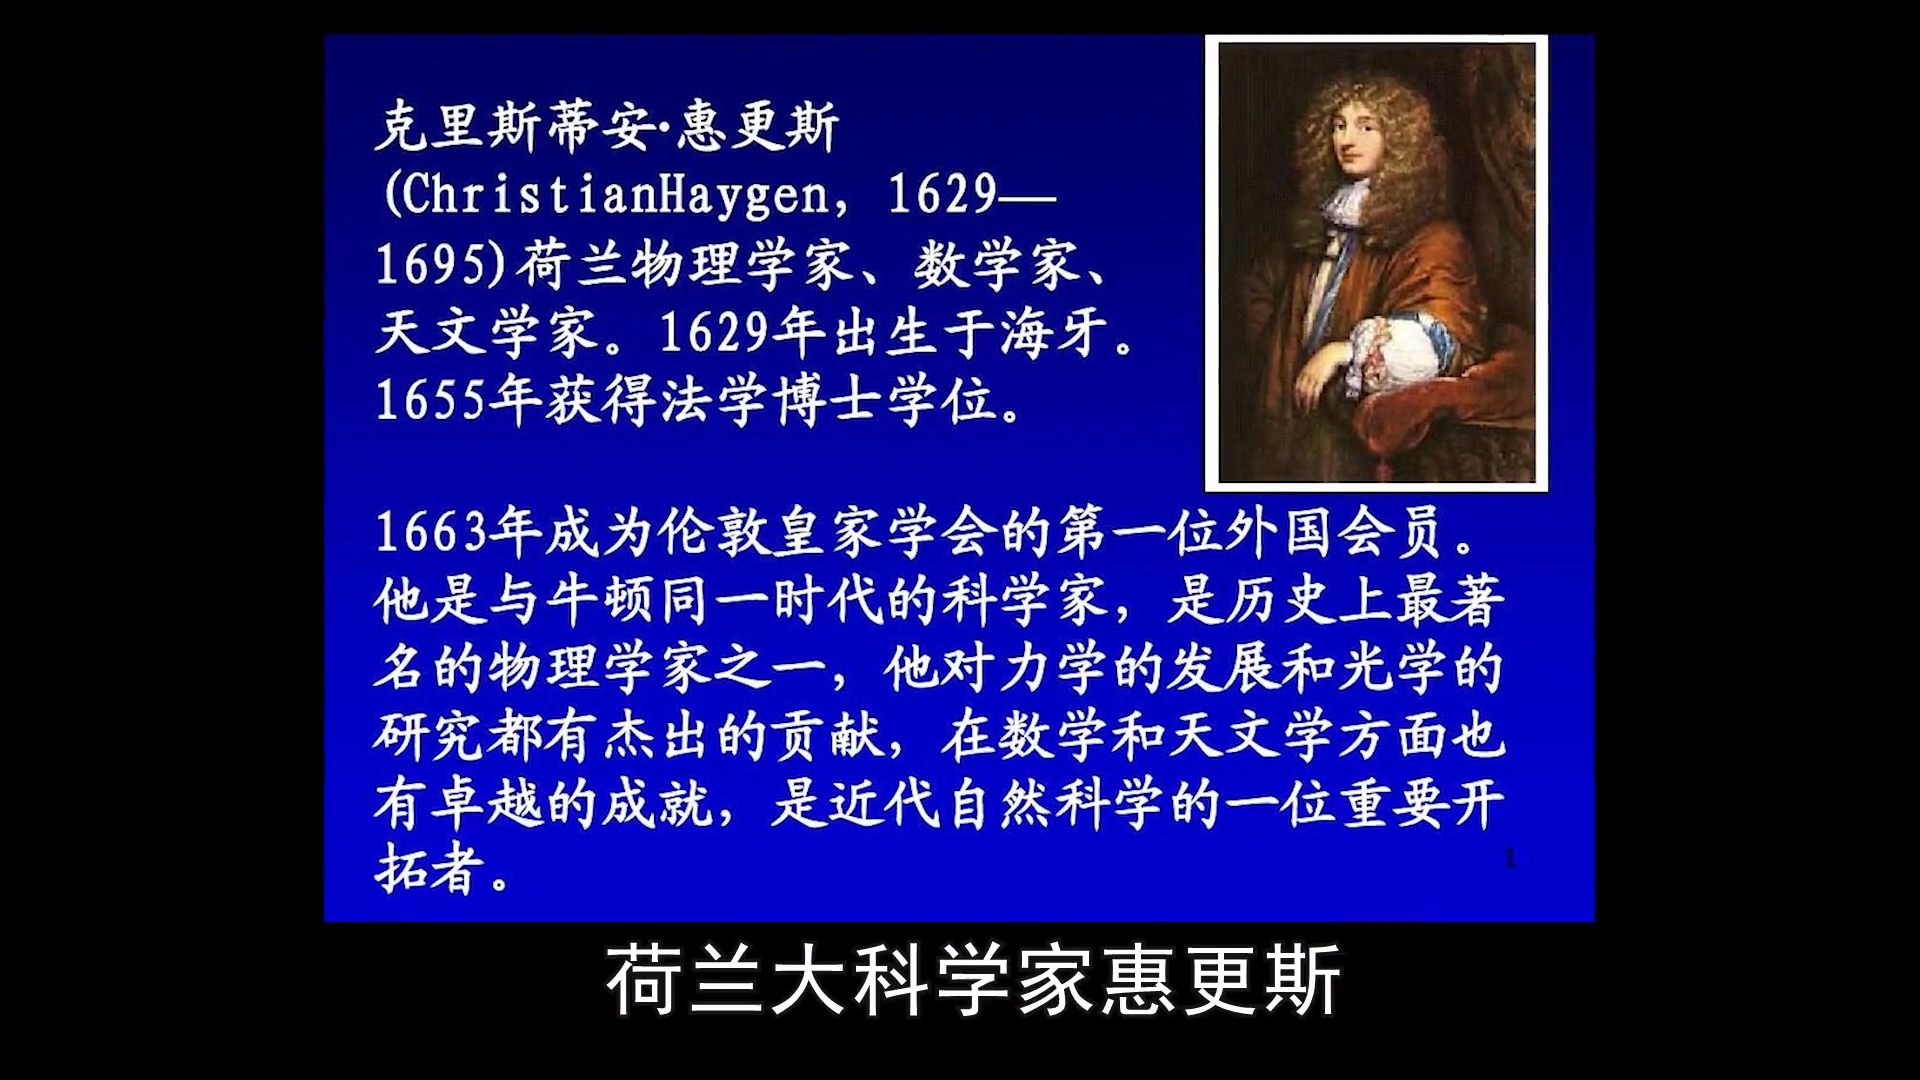 克里斯蒂安·惠更斯
(ChristianHaygen, 1629—
1695)荷兰物理学家、数学家、
天文学家。1629年出生于海牙。
1655年获得法学博士学位。
1663年成为伦敦皇家学会的第一位外国会员。
他是与牛顿同一时代的科学家，是历史上最著
名的物理学家之一，他对力学的发展和光学的
研究都有杰出的贡献，在数学和天文学方面也
有卓越的成就，是近代自然科学的一位重要开
拓者。
1
荷兰大科学家惠更斯